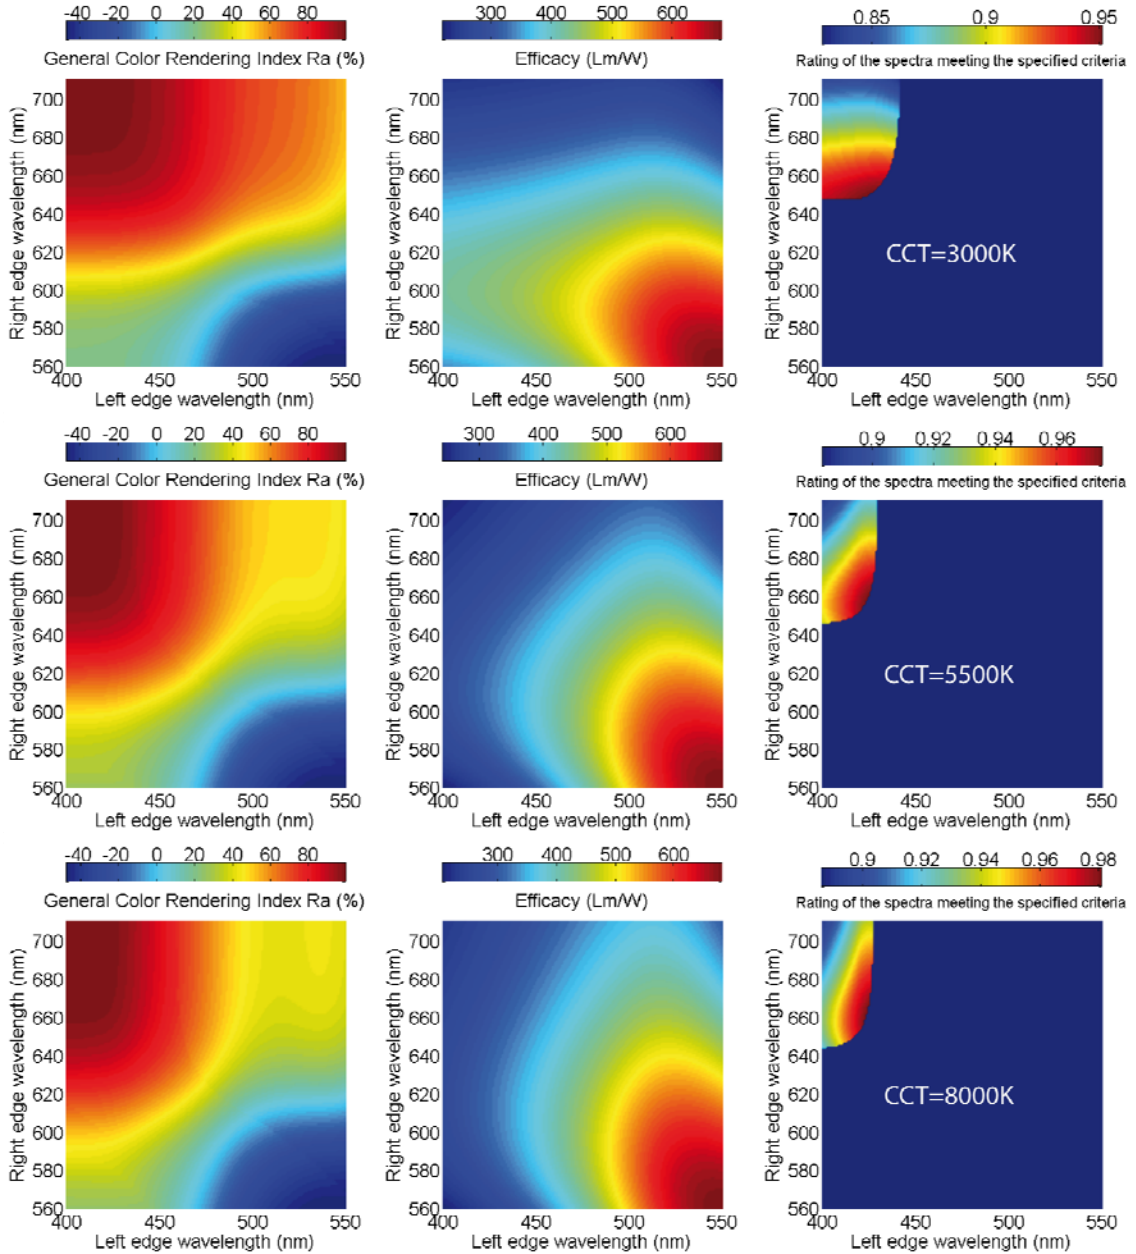 -40 -20 0 20 40 60 80
General Color Rendering Index Ra (%)
300 400 500 600
Efficacy (Lm/W)
0.85 0.9 0.95
Rating of the spectra meeting the specified criteria
Right edge wavelength (nm)
700
680
660
640
620
600
580
560
400 450 500 550
Left edge wavelength (nm)
Right edge wavelength (nm)
700
680
660
640
620
600
580
560
400 450 500 550
Left edge wavelength (nm)
700
680
660
640
620
600
580
560
CCT=3000K
400 450 500 550
Left edge wavelength (nm)
-40 -20 0 20 40 60 80
General Color Rendering Index Ra (%)
300 400 500 600
Efficacy (Lm/W)
0.9 0.92 0.94 0.96
Rating of the spectra meeting the specified criteria
Right edge wavelength (nm)
700
680
660
640
620
600
580
560
400 450 500 550
Left edge wavelength (nm)
Right edge wavelength (nm)
700
680
660
640
620
600
580
560
400 450 500 550
Left edge wavelength (nm)
Right edge wavelength (nm)
700
680
660
640
620
600
580
560
CCT=5500K
400 450 500 550
Left edge wavelength (nm)
-40 -20 0 20 40 60 80
General Color Rendering Index Ra (%)
300 400 500 600
Efficacy (Lm/W)
0.9 0.92 0.94 0.96 0.98
Rating of the spectra meeting the specified criteria
Right edge wavelength (nm)
700
680
660
640
620
600
580
560
400 450 500 550
Left edge wavelength (nm)
Right edge wavelength (nm)
700
680
660
640
620
600
580
560
400 450 500 550
Left edge wavelength (nm)
Right edge wavelength (nm)
700
680
660
640
620
600
580
560
CCT=8000K
400 450 500 550
Left edge wavelength (nm)